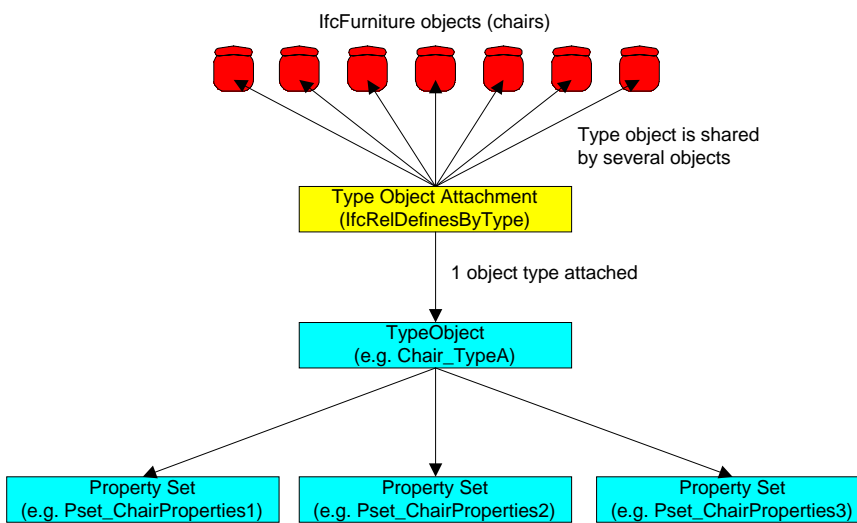 IfcFurniture objects (chairs)
Type object is shared
by several objects
Type Object Attachment
(IfcRelDefinesByType)
1 object type attached
TypeObject
(e.g. Chair_TypeA)
Property Set
(e.g. Pset_ChairProperties1)
Property Set
(e.g. Pset_ChairProperties2)
Property Set
(e.g. Pset_ChairProperties3)